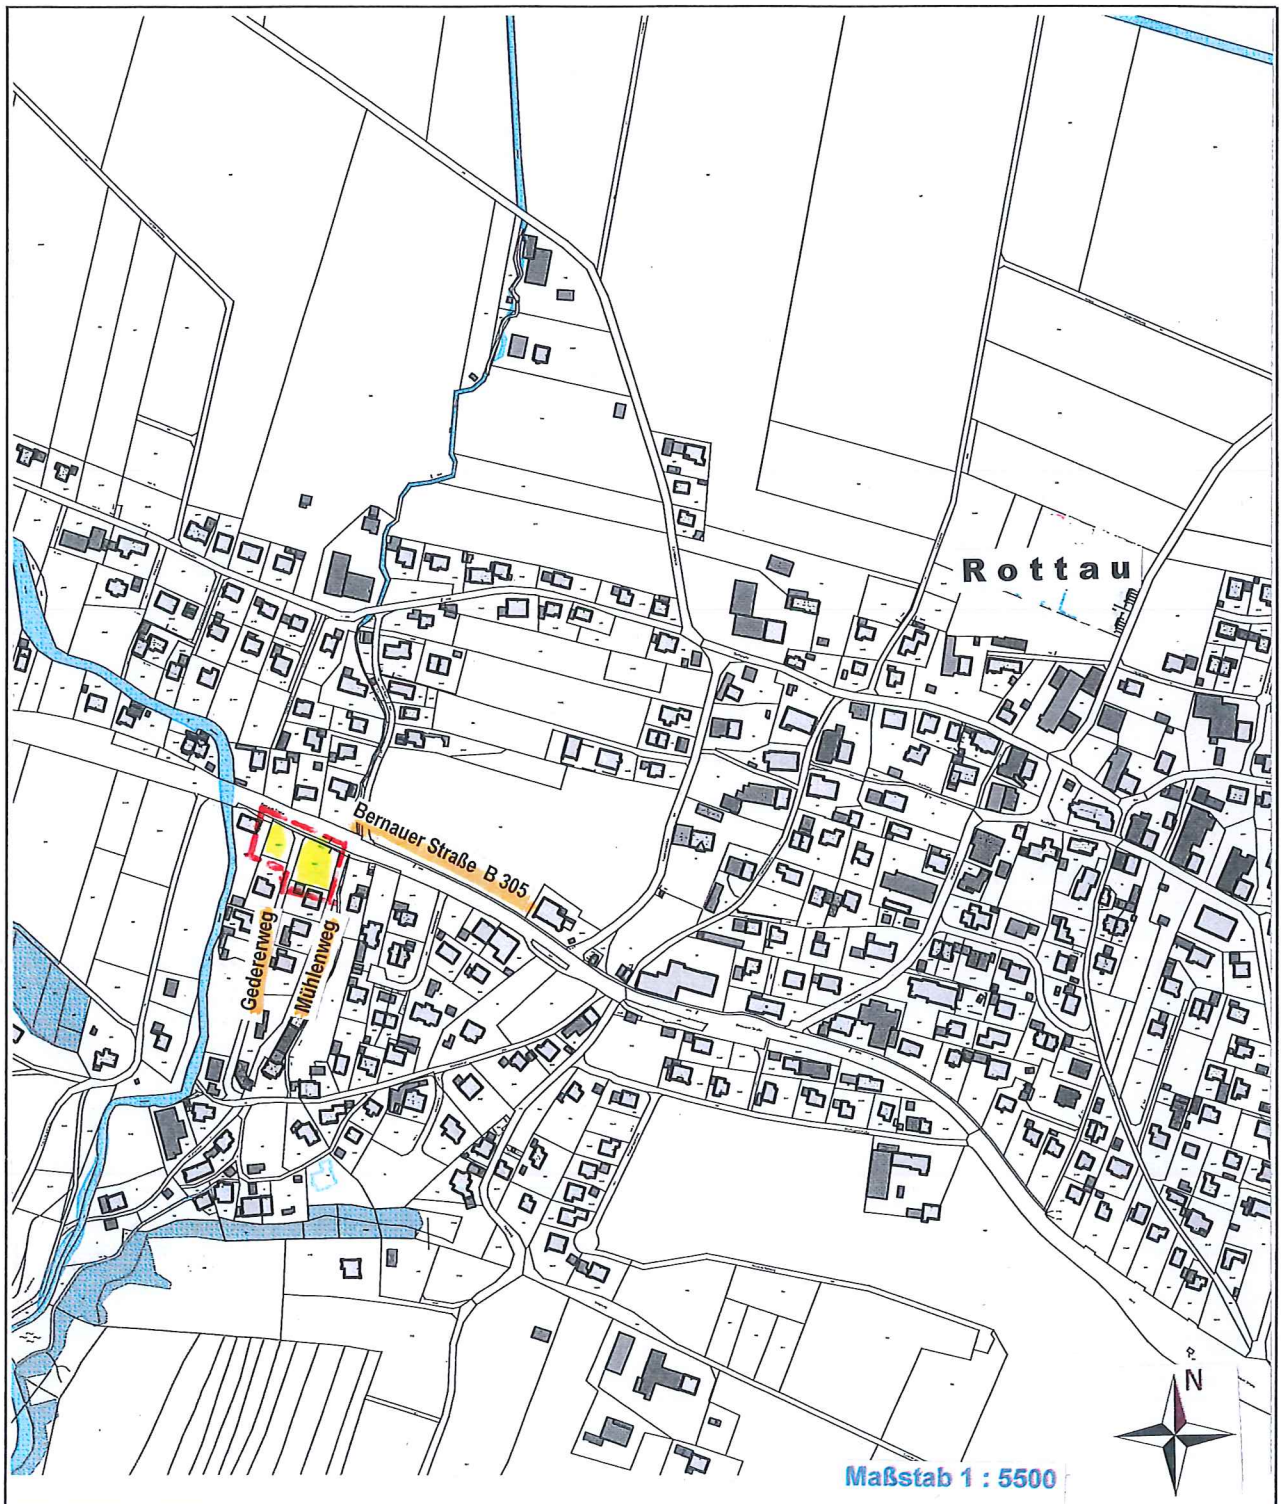 Rottau
Bernauer Straße B 305
Gedererweg
Mühlenweg
N
Maßstab 1 : 5500